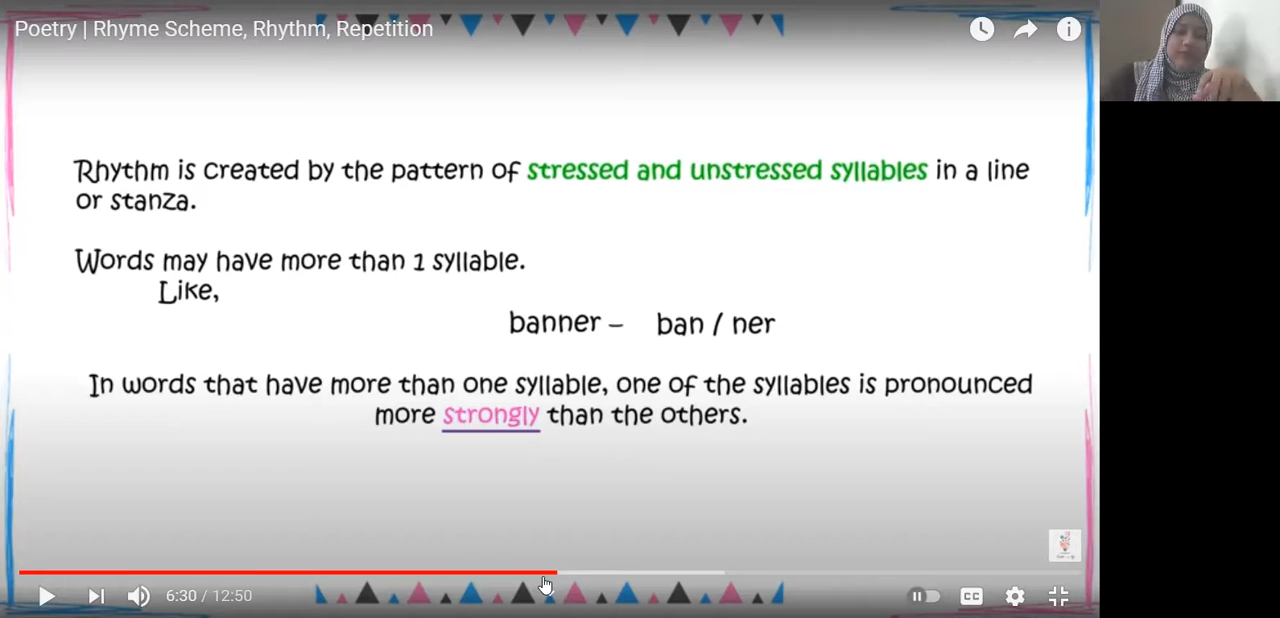 Poetry | Rhyme Scheme, Rhythm, Repetition
Rhythm is created by the pattern of stressed and unstressed syllables in a line
or stanza.
Words may have more than 1 syllable.
Like,
banner – ban / ner
In words that have more than one syllable, one of the syllables is pronounced
more strongly than the others.
6:30 / 12:50
CC